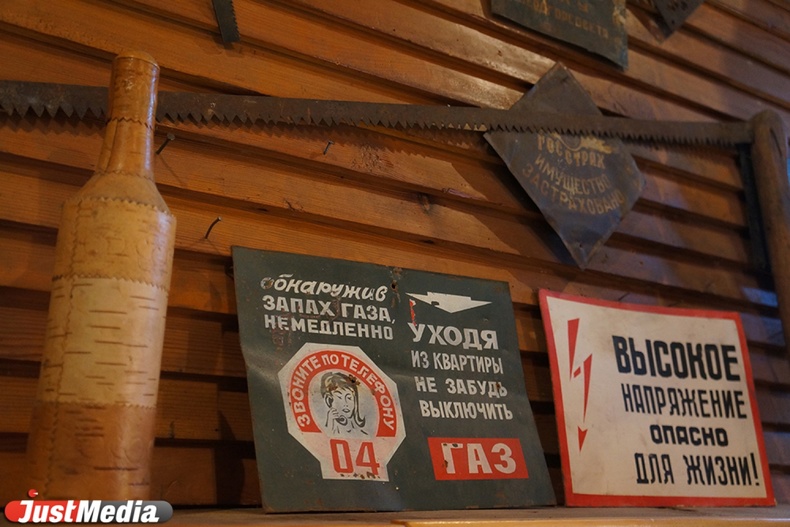 РОССТРАХ
ИМУЩЕСТВО
ЗАСТРАХОВАНО
обнаружив
ЗАПАХ ГАЗА,
НЕМЕДЛЕННО
ЗВОНИТЕ ПО ТЕЛЕФОНУ
04
УХОДЯ
ИЗ КВАРТИРЫ
НЕ ЗАБУДЬ
ВЫКЛЮЧИТЬ
ГАЗ
ВЫСОКОЕ
НАПРЯЖЕНИЕ
ОПАСНО
ДЛЯ ЖИЗНИ!
JustMedia